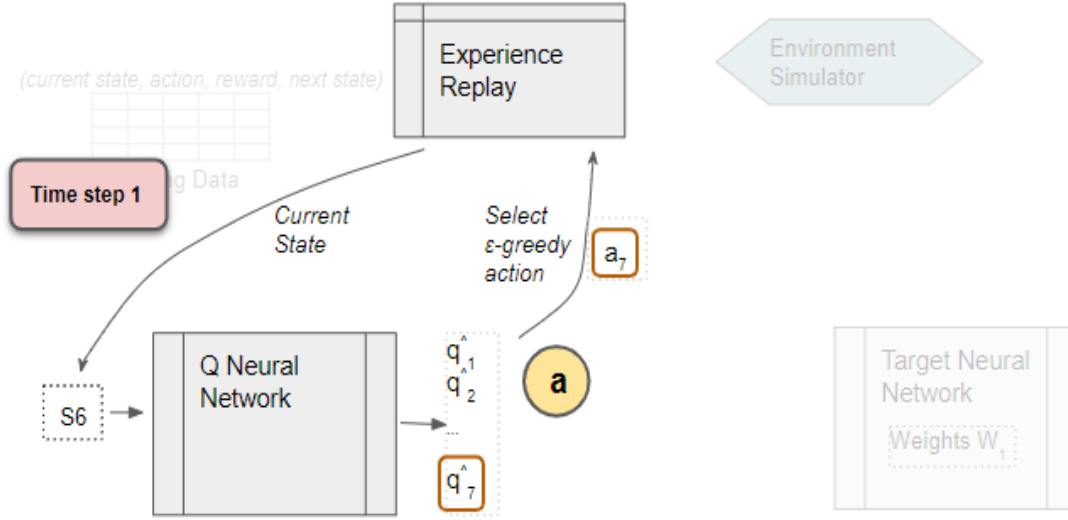 Experience
Replay
Environment
Simulator
(current state, action, reward, next state)
Time step 1
g Data
Current
State
Select
ε-greedy
action
a7
Q Neural
Network
S6
q^1
q^2
...
q^7
a
Target Neural
Network
Weights W1